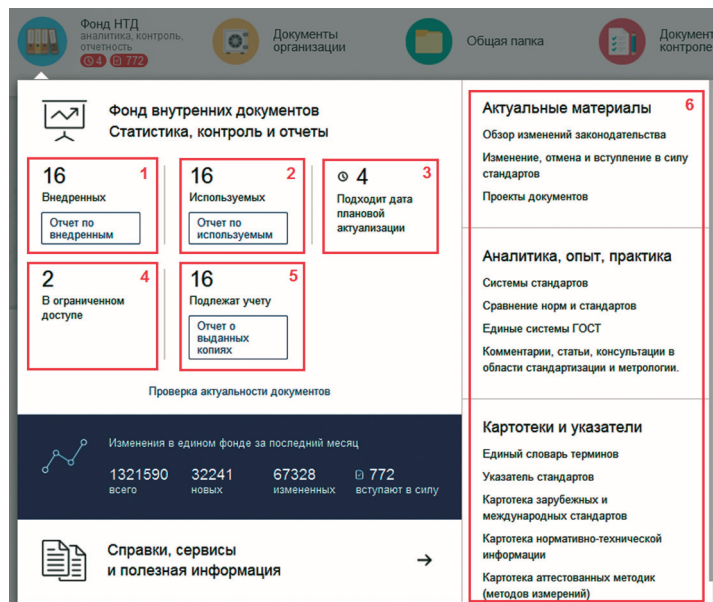 Фонд НТД
аналитика, контроль,
отчетность
4 772
Документы
организации
Общая папка
Документ
контроле
Фонд внутренних документов
Статистика, контроль и отчеты
16 1
Внедренных
Отчет по
внедренным
16 2
Используемых
Отчет по
используемым
4 3
Подходит дата
плановой
актуализации
2 4
В ограниченном
доступе
16 5
Подлежат учету
Отчет о
выданных
копиях
Проверка актуальности документов
Изменения в едином фонде за последний месяц
1321590 32241 67328 772
всего новых измененных вступают в силу
Справки, сервисы
и полезная информация
Актуальные материалы 6
Обзор изменений законодательства
Изменение, отмена и вступление в силу
стандартов
Проекты документов
Аналитика, опыт, практика
Системы стандартов
Сравнение норм и стандартов
Единые системы ГОСТ
Комментарии, статьи, консультации в
области стандартизации и метрологии.
Картотеки и указатели
Единый словарь терминов
Указатель стандартов
Картотека зарубежных и
международных стандартов
Картотека нормативно-технической
информации
Картотека аттестованных методик
(методов измерений)